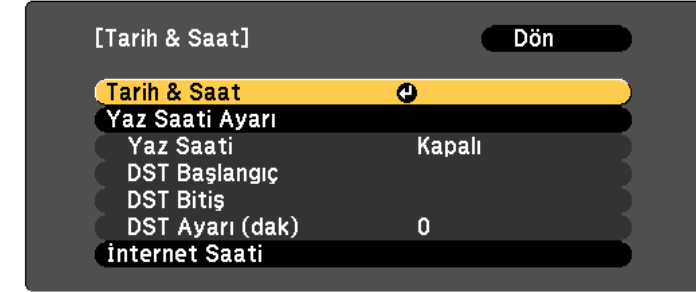 [Tarih & Saat] Dön
Tarih & Saat
Yaz Saati Ayarı
Yaz Saati Kapalı
DST Başlangıç
DST Bitiş
DST Ayarı (dak) 0
İnternet Saati